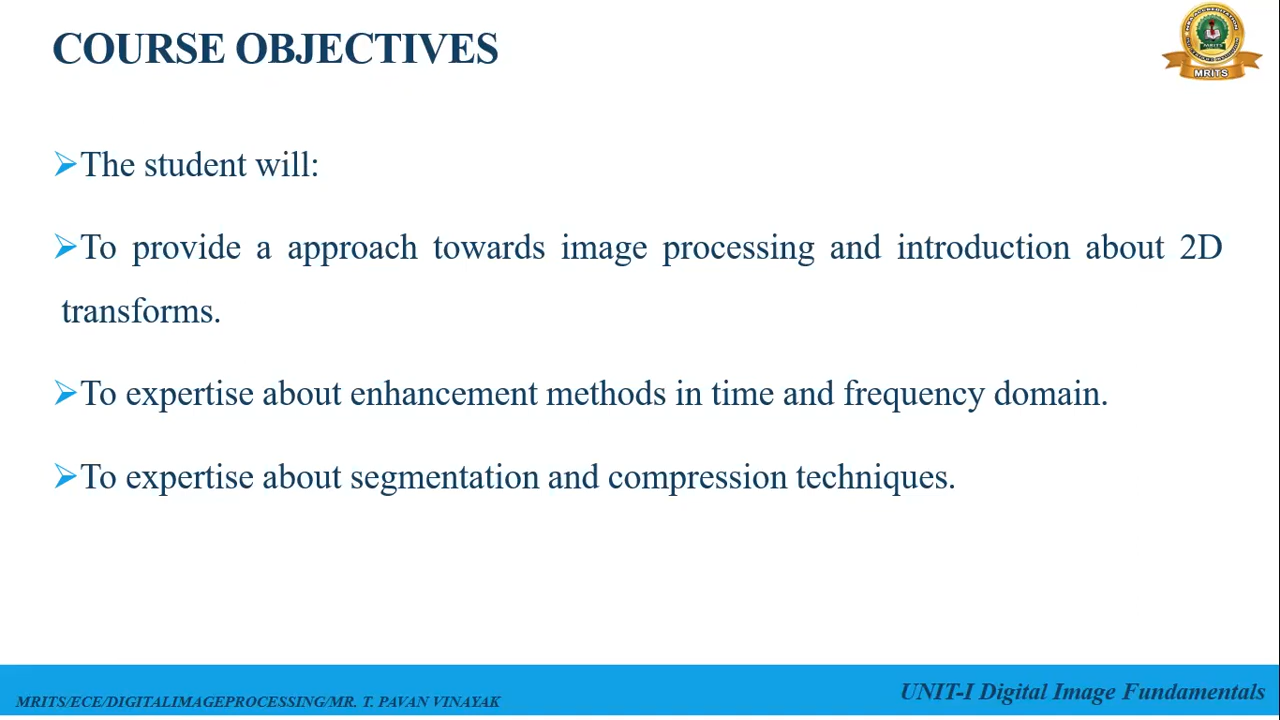 COURSE OBJECTIVES
MRITS
MRITS
➢The student will:
➢To provide a approach towards image processing and introduction about 2D
transforms.
➢To expertise about enhancement methods in time and frequency domain.
➢To expertise about segmentation and compression techniques.
MRITS/ECE/DIGITALIMAGEPROCESSING/MR. T. PAVAN VINAYAK
UNIT-I Digital Image Fundamentals